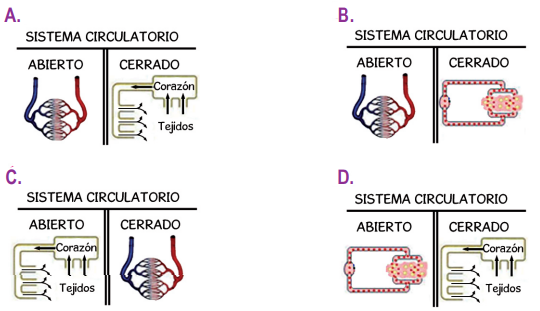 A.
SISTEMA CIRCULATORIO
ABIERTO CERRADO
Corazón
Tejidos
B.
SISTEMA CIRCULATORIO
ABIERTO CERRADO
C.
SISTEMA CIRCULATORIO
ABIERTO CERRADO
Corazón
Tejidos
D.
SISTEMA CIRCULATORIO
ABIERTO CERRADO
Corazón
Tejidos